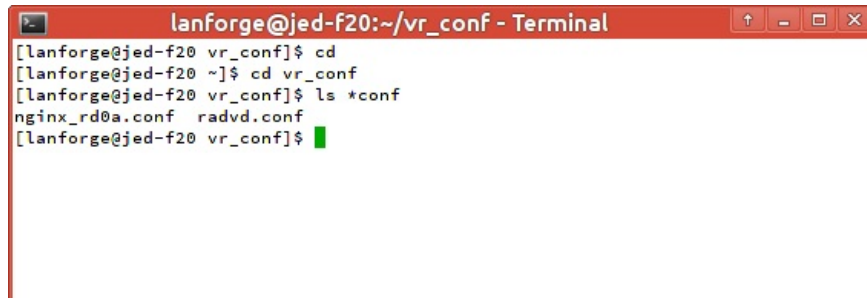 lanforge@jed-f20:~/vr_conf - Terminal
[lanforge@jed-f20 vr_conf]$ cd
[lanforge@jed-f20 ~]$ cd vr_conf
[lanforge@jed-f20 vr_conf]$ ls *conf
nginx_rd0a.conf  radvd.conf
[lanforge@jed-f20 vr_conf]$